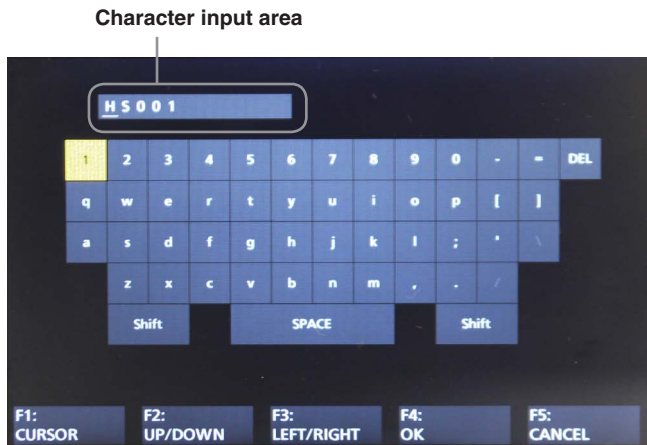 Character input area
HS001
1 2 3 4 5 6 7 8 9 0 - = DEL
q w e r t y u i o p [ ]
a s d f g h j k l ; ' \
z x c v b n m , . /
Shift SPACE Shift
F1: F2: F3: F4: F5:
CURSOR UP/DOWN LEFT/RIGHT OK CANCEL